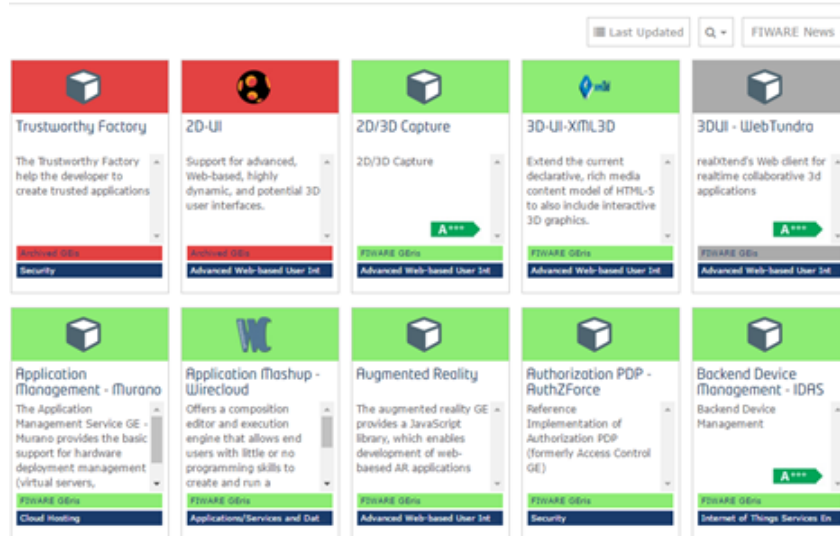 Last Updated
FIWARE News
Trustworthy Factory
The Trustworthy Factory
help the developer to
create trusted applications
Archived GEis
Security
2D-UI
Support for advanced,
Web-based, highly
dynamic, and potential 3D
user interfaces.
Archived GEis
Advanced Web-based User Int
2D/3D Capture
2D/3D Capture
A***
FIWARE GEris
Advanced Web-based User Int
3D-UI-XML3D
Extend the current
declarative, rich media
content model of HTML-5
to also include interactive
3D graphics.
FIWARE GEris
Advanced Web-based User Int
3DUI - WebTundra
realXtend's Web client for
realtime collaborative 3d
applications
A***
FIWARE GEis
Advanced Web-based User Int
Application
Management - Murano
The Application
Management Service GE -
Murano provides the basic
support for hardware
deployment management
(virtual servers,
FIWARE GEris
Cloud Hosting
WC
Application Mashup -
Wirecloud
Offers a composition
editor and execution
engine that allows end
users with little or no
programming skills to
create and run a
FIWARE GEris
Applications/Services and Dat
Augmented Reality
The augmented reality GE
provides a JavaScript
library, which enables
development of web-
baesed AR applications
FIWARE GEris
Advanced Web-based User Int
Authorization PDP -
AuthZForce
Reference
Implementation of
Authorization PDP
(formerly Access Control
GE)
FIWARE GEris
Security
Backend Device
Management - IDAS
Backend Device
Management
A***
FIWARE GEris
Internet of Things Services En